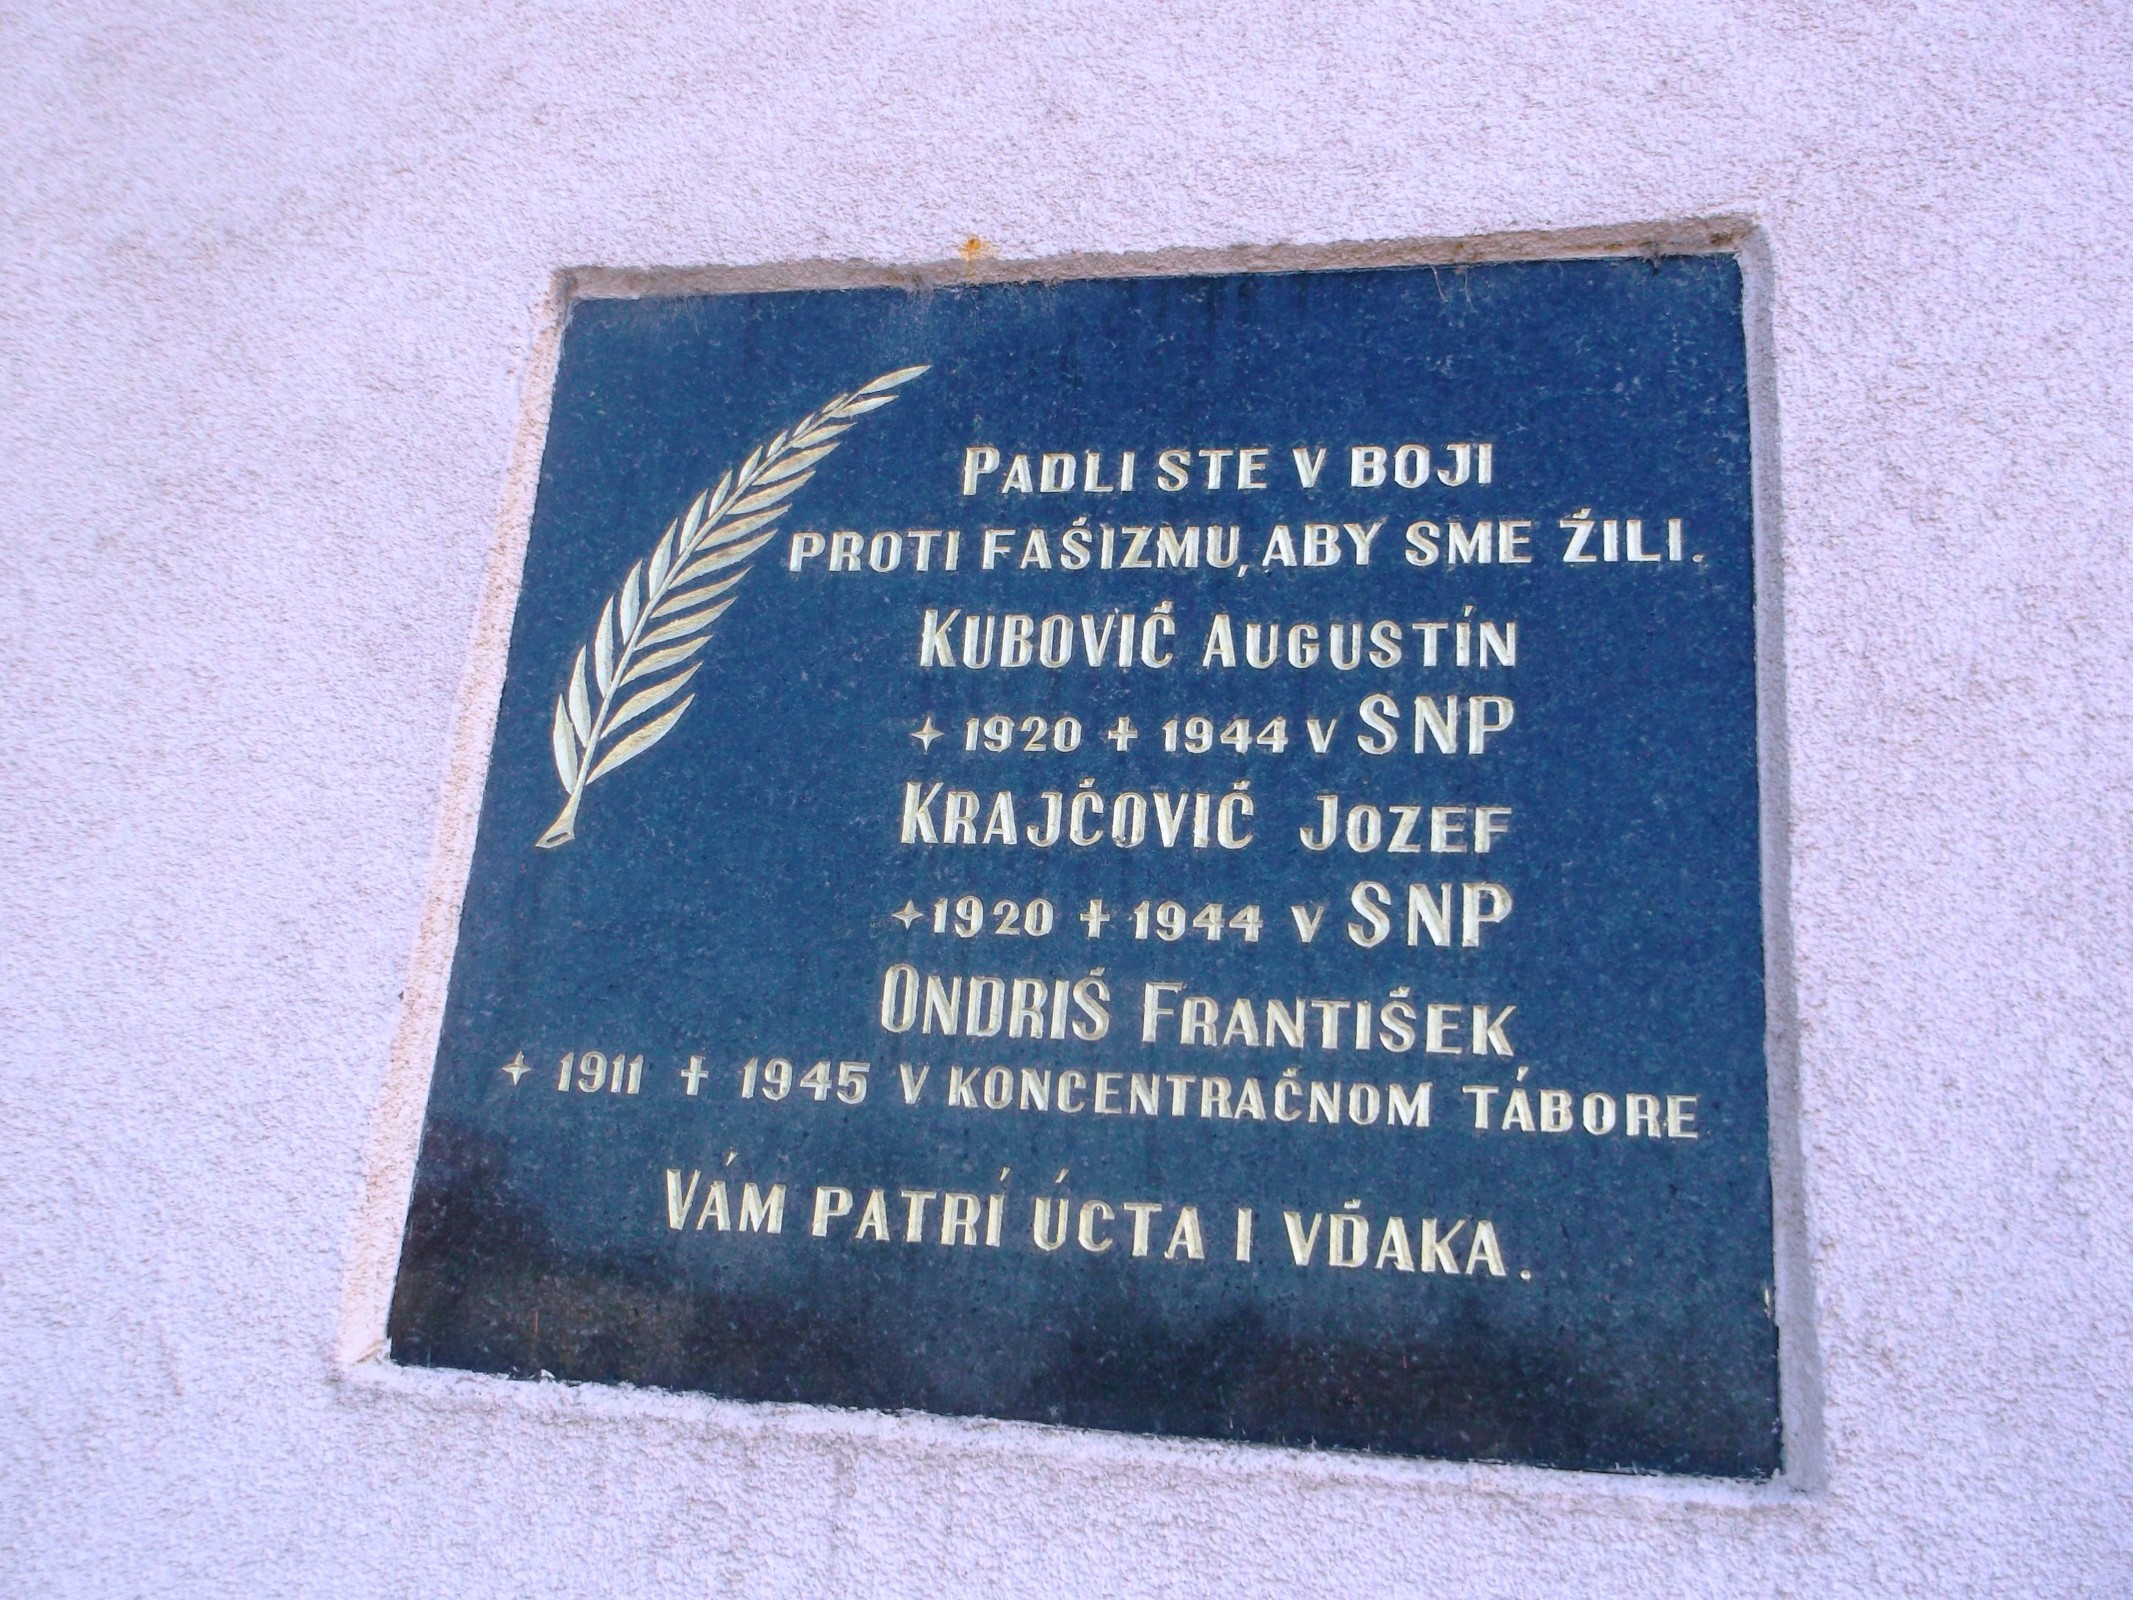 PADLI STE V BOJI
PROTI FAŠIZMU, ABY SME ŽILI.
KUBOVIČ AUGUSTÍN
✦ 1920 ✝ 1944 V SNP
KRAJČOVIČ JOZEF
✦ 1920 ✝ 1944 V SNP
ONDRIŠ FRANTIŠEK
✦ 1911 ✝ 1945 V KONCENTRAČNOM TÁBORE
VÁM PATRÍ ÚCTA I VĎAKA.